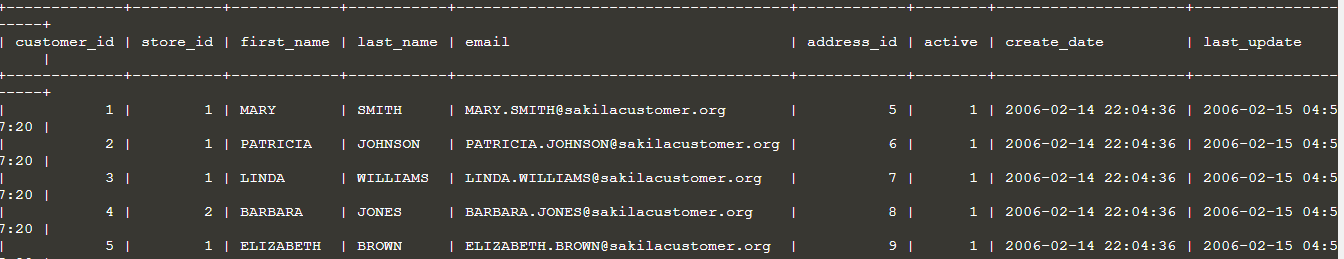 +-------------+----------+------------+-----------+-------------------------------------+------------+--------+---------------------+----------------
-----+
| customer_id | store_id | first_name | last_name | email                               | address_id | active | create_date         | last_update
     |
+-------------+----------+------------+-----------+-------------------------------------+------------+--------+---------------------+----------------
-----+
|           1 |        1 | MARY       | SMITH     | MARY.SMITH@sakilacustomer.org       |          5 |      1 | 2006-02-14 22:04:36 | 2006-02-15 04:5
7:20 |
|           2 |        1 | PATRICIA   | JOHNSON   | PATRICIA.JOHNSON@sakilacustomer.org |          6 |      1 | 2006-02-14 22:04:36 | 2006-02-15 04:5
7:20 |
|           3 |        1 | LINDA      | WILLIAMS  | LINDA.WILLIAMS@sakilacustomer.org   |          7 |      1 | 2006-02-14 22:04:36 | 2006-02-15 04:5
7:20 |
|           4 |        2 | BARBARA    | JONES     | BARBARA.JONES@sakilacustomer.org    |          8 |      1 | 2006-02-14 22:04:36 | 2006-02-15 04:5
7:20 |
|           5 |        1 | ELIZABETH  | BROWN     | ELIZABETH.BROWN@sakilacustomer.org  |          9 |      1 | 2006-02-14 22:04:36 | 2006-02-15 04:5